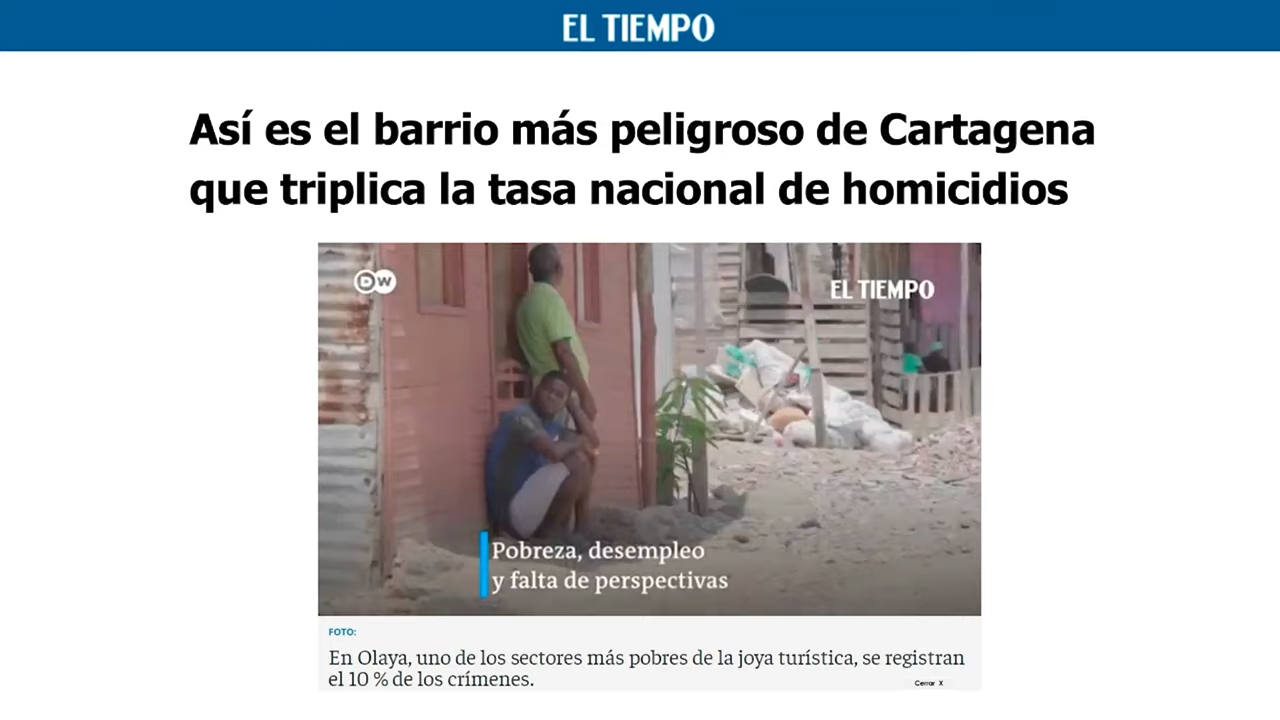 EL TIEMPO
Así es el barrio más peligroso de Cartagena
que triplica la tasa nacional de homicidios
DW
EL TIEMPO
Pobreza, desempleo
y falta de perspectivas
FOTO:
En Olaya, uno de los sectores más pobres de la joya turística, se registran
el 10 % de los crímenes.
Cerrar X